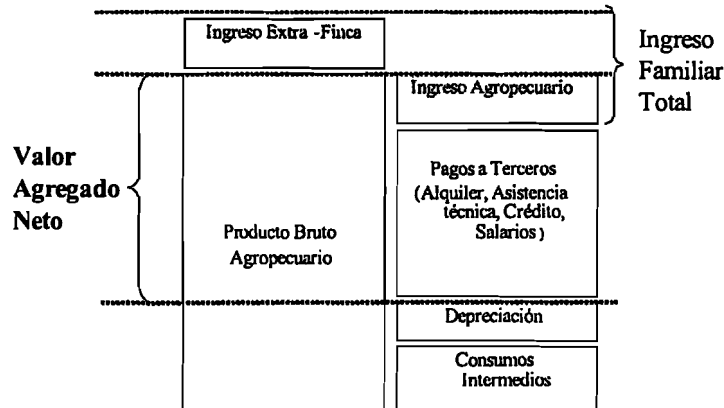 Ingreso Extra -Finca
Ingreso
Familiar
Total
Ingreso Agropecuario
Valor
Agregado
Neto
Pagos a Terceros
(Alquiler, Asistencia
técnica, Crédito,
Salarios)
Producto Bruto
Agropecuario
Depreciación
Consumos
Intermedios